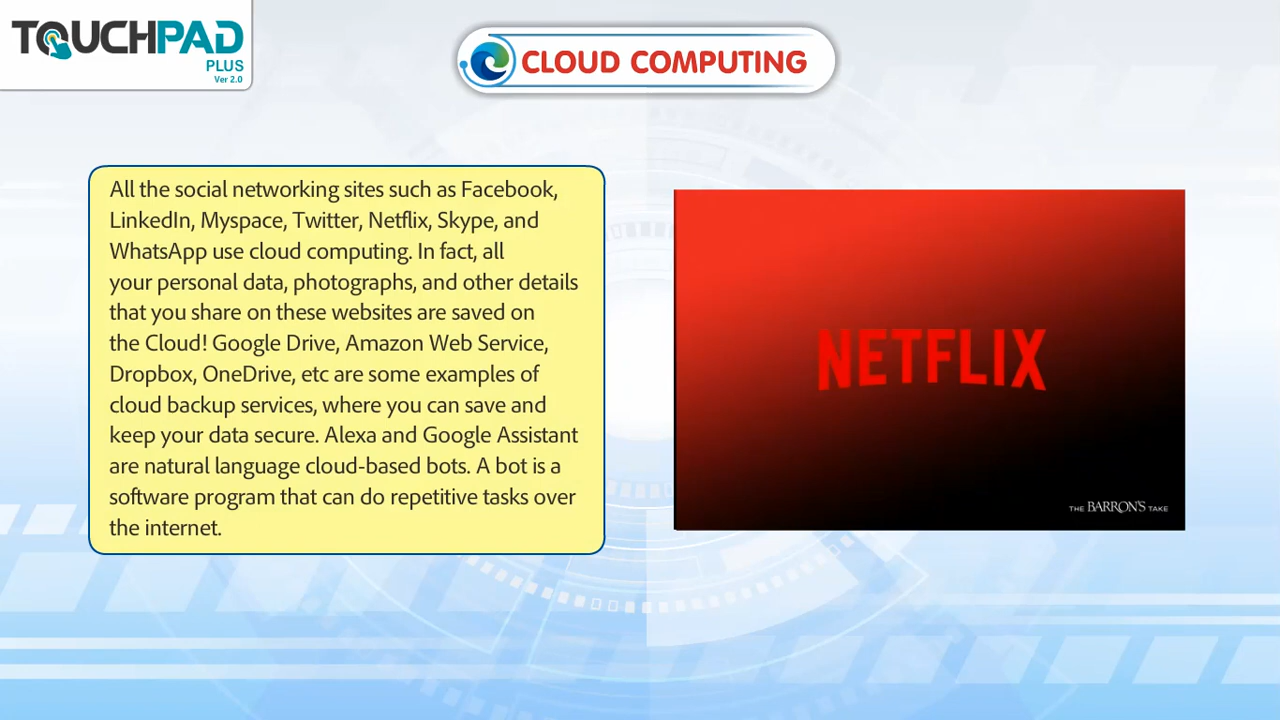 TOUCHPAD
PLUS
Ver 2.0
CLOUD COMPUTING
All the social networking sites such as Facebook,
LinkedIn, Myspace, Twitter, Netflix, Skype, and
WhatsApp use cloud computing. In fact, all
your personal data, photographs, and other details
that you share on these websites are saved on
the Cloud! Google Drive, Amazon Web Service,
Dropbox, OneDrive, etc are some examples of
cloud backup services, where you can save and
keep your data secure. Alexa and Google Assistant
are natural language cloud-based bots. A bot is a
software program that can do repetitive tasks over
the internet.
NETFLIX
THE BARRON'S TAKE